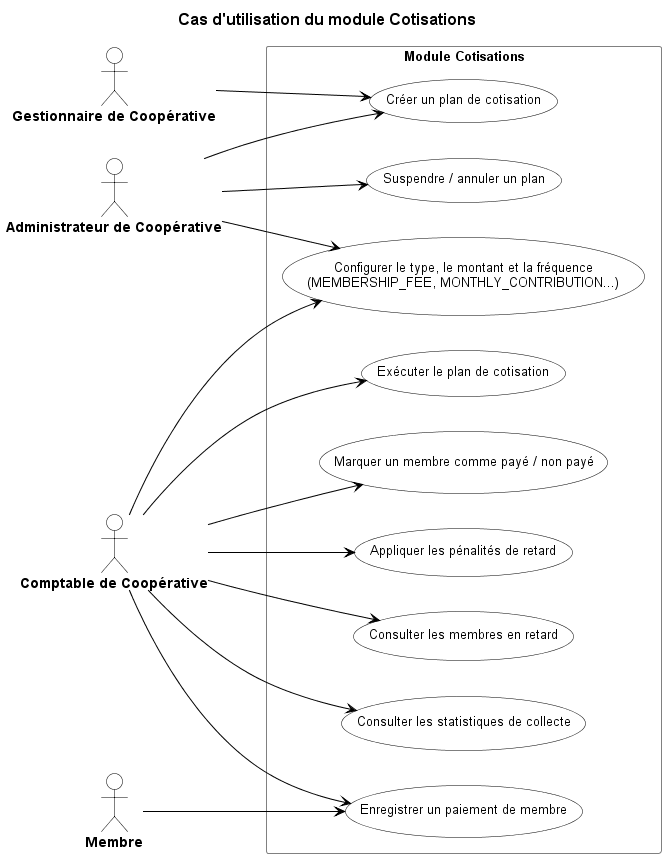 Cas d'utilisation du module Cotisations
Module Cotisations
Gestionnaire de Coopérative
Créer un plan de cotisation
Administrateur de Coopérative
Suspendre / annuler un plan
Configurer le type, le montant et la fréquence
(MEMBERSHIP_FEE, MONTHLY_CONTRIBUTION...)
Exécuter le plan de cotisation
Marquer un membre comme payé / non payé
Appliquer les pénalités de retard
Comptable de Coopérative
Consulter les membres en retard
Consulter les statistiques de collecte
Enregistrer un paiement de membre
Membre